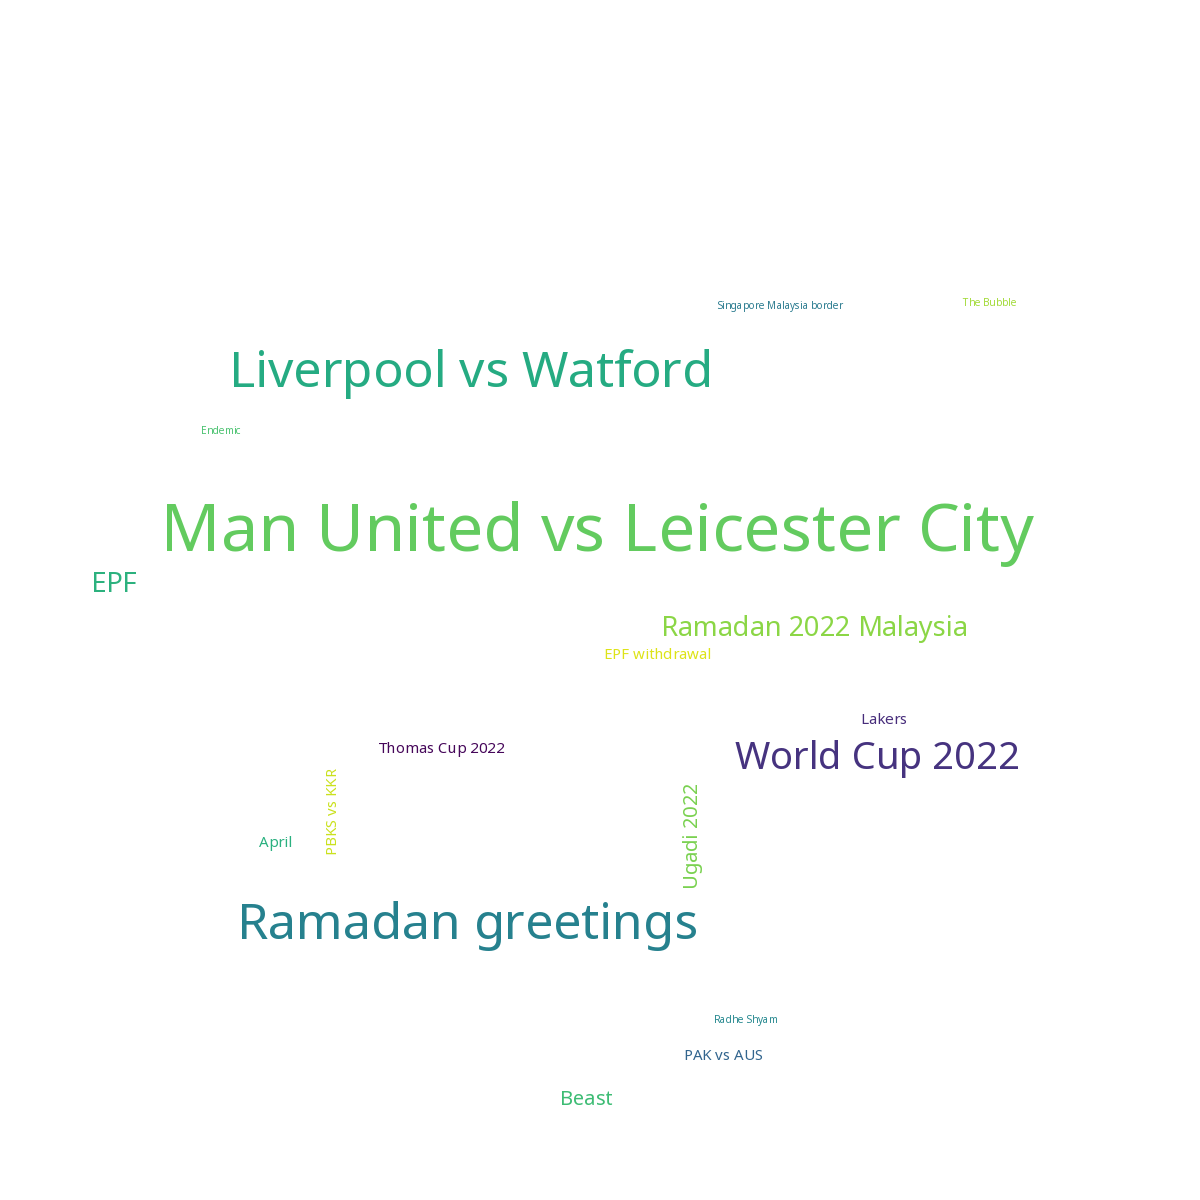 The Bubble
Singapore Malaysia border
Liverpool vs Watford
Endemic
Man United vs Leicester City
EPF
Ramadan 2022 Malaysia
EPF withdrawal
Lakers
Thomas Cup 2022
World Cup 2022
PBKS vs KKR
Ugadi 2022
April
Ramadan greetings
Radhe Shyam
PAK vs AUS
Beast